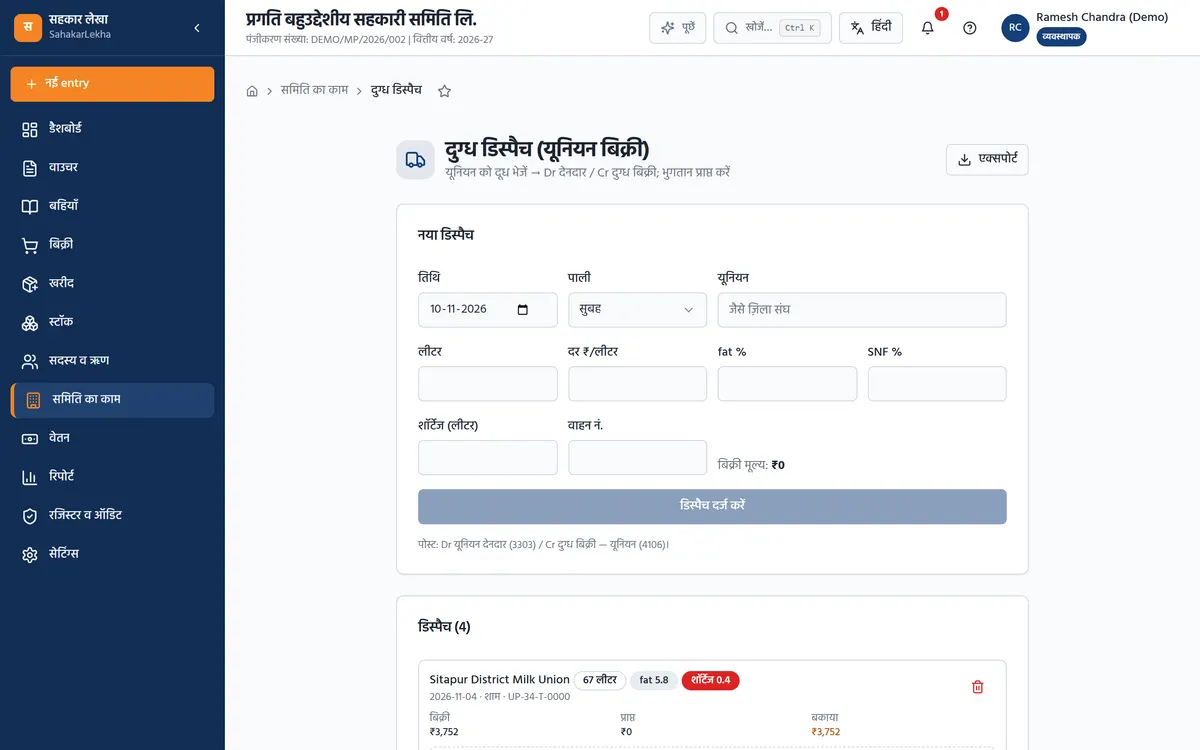 स
सहकार लेखा
SahakarLekha
प्रगति बहुउद्देशीय सहकारी समिति लि.
पंजीकरण संख्या: DEMO/MP/2026/002 | वित्तीय वर्ष: 2026-27
पूछें
खोजें... Ctrl K
हिंदी
1
RC
Ramesh Chandra (Demo)
व्यवस्थापक
+ नई entry
डैशबोर्ड
वाउचर
बहियाँ
बिक्री
खरीद
स्टॉक
सदस्य व ऋण
समिति का काम
वेतन
रिपोर्ट
रजिस्टर व ऑडिट
सेटिंग्स
समिति का काम > दुग्ध डिस्पैच
दुग्ध डिस्पैच (यूनियन बिक्री)
यूनियन को दूध भेजें → Dr देनदार / Cr दुग्ध बिक्री; भुगतान प्राप्त करें
एक्सपोर्ट
नया डिस्पैच
तिथि पाली यूनियन
10-11-2026 सुबह जैसे ज़िला संघ
लीटर दर ₹/लीटर fat % SNF %
शॉर्टेज (लीटर) वाहन नं.
बिक्री मूल्य: ₹0
डिस्पैच दर्ज करें
पोस्ट: Dr यूनियन देनदार (3303) / Cr दुग्ध बिक्री — यूनियन (4106)।
डिस्पैच (4)
Sitapur District Milk Union 67 लीटर fat 5.8 शॉर्टेज 0.4
2026-11-04 · शाम · UP-34-T-0000
बिक्री प्राप्त बकाया
₹3,752 ₹0 ₹3,752